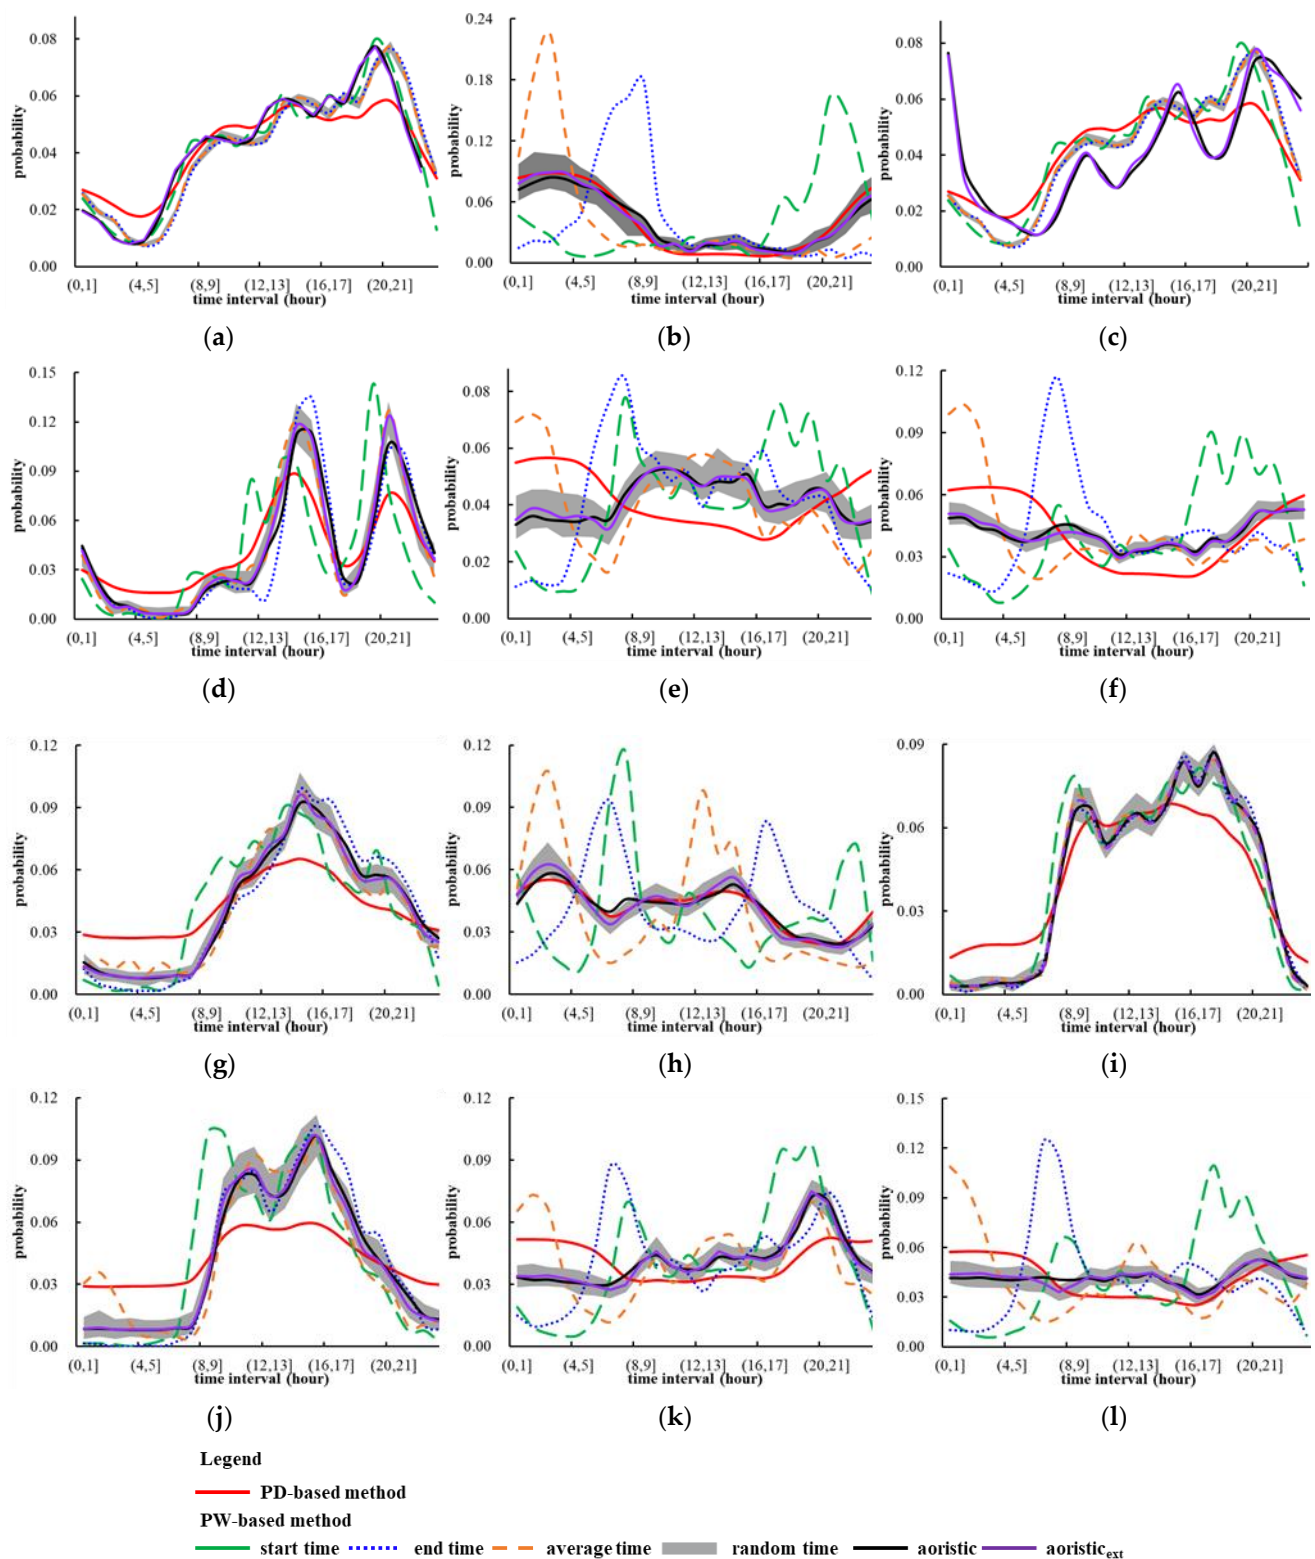 0.08
0.06
0.04
0.02
0.00
probability
(0,1] (4,5] (8,9] (12,13] (16,17] (20,21]
time interval (hour)
(a)
0.24
0.18
0.12
0.06
0.00
probability
(0,1] (4,5] (8,9] (12,13] (16,17] (20,21]
time interval (hour)
(b)
0.08
0.06
0.04
0.02
0.00
probability
(0,1] (4,5] (8,9] (12,13] (16,17] (20,21]
time interval (hour)
(c)
0.15
0.12
0.09
0.06
0.03
0.00
probability
(0,1] (4,5] (8,9] (12,13] (16,17] (20,21]
time interval (hour)
(d)
0.08
0.06
0.04
0.02
0.00
probability
(0,1] (4,5] (8,9] (12,13] (16,17] (20,21]
time interval (hour)
(e)
0.12
0.09
0.06
0.03
0.00
probability
(0,1] (4,5] (8,9] (12,13] (16,17] (20,21]
time interval (hour)
(f)
0.12
0.09
0.06
0.03
0.00
probability
(0,1] (4,5] (8,9] (12,13] (16,17] (20,21]
time interval (hour)
(g)
0.12
0.09
0.06
0.03
0.00
probability
(0,1] (4,5] (8,9] (12,13] (16,17] (20,21]
time interval (hour)
(h)
0.09
0.06
0.03
0.00
probability
(0,1] (4,5] (8,9] (12,13] (16,17] (20,21]
time interval (hour)
(i)
0.12
0.09
0.06
0.03
0.00
probability
(0,1] (4,5] (8,9] (12,13] (16,17] (20,21]
time interval (hour)
(j)
0.12
0.09
0.06
0.03
0.00
probability
(0,1] (4,5] (8,9] (12,13] (16,17] (20,21]
time interval (hour)
(k)
0.15
0.12
0.09
0.06
0.03
0.00
probability
(0,1] (4,5] (8,9] (12,13] (16,17] (20,21]
time interval (hour)
(l)
Legend
PD-based method
PW-based method
start time end time average time random time aoristic aoristic_ext